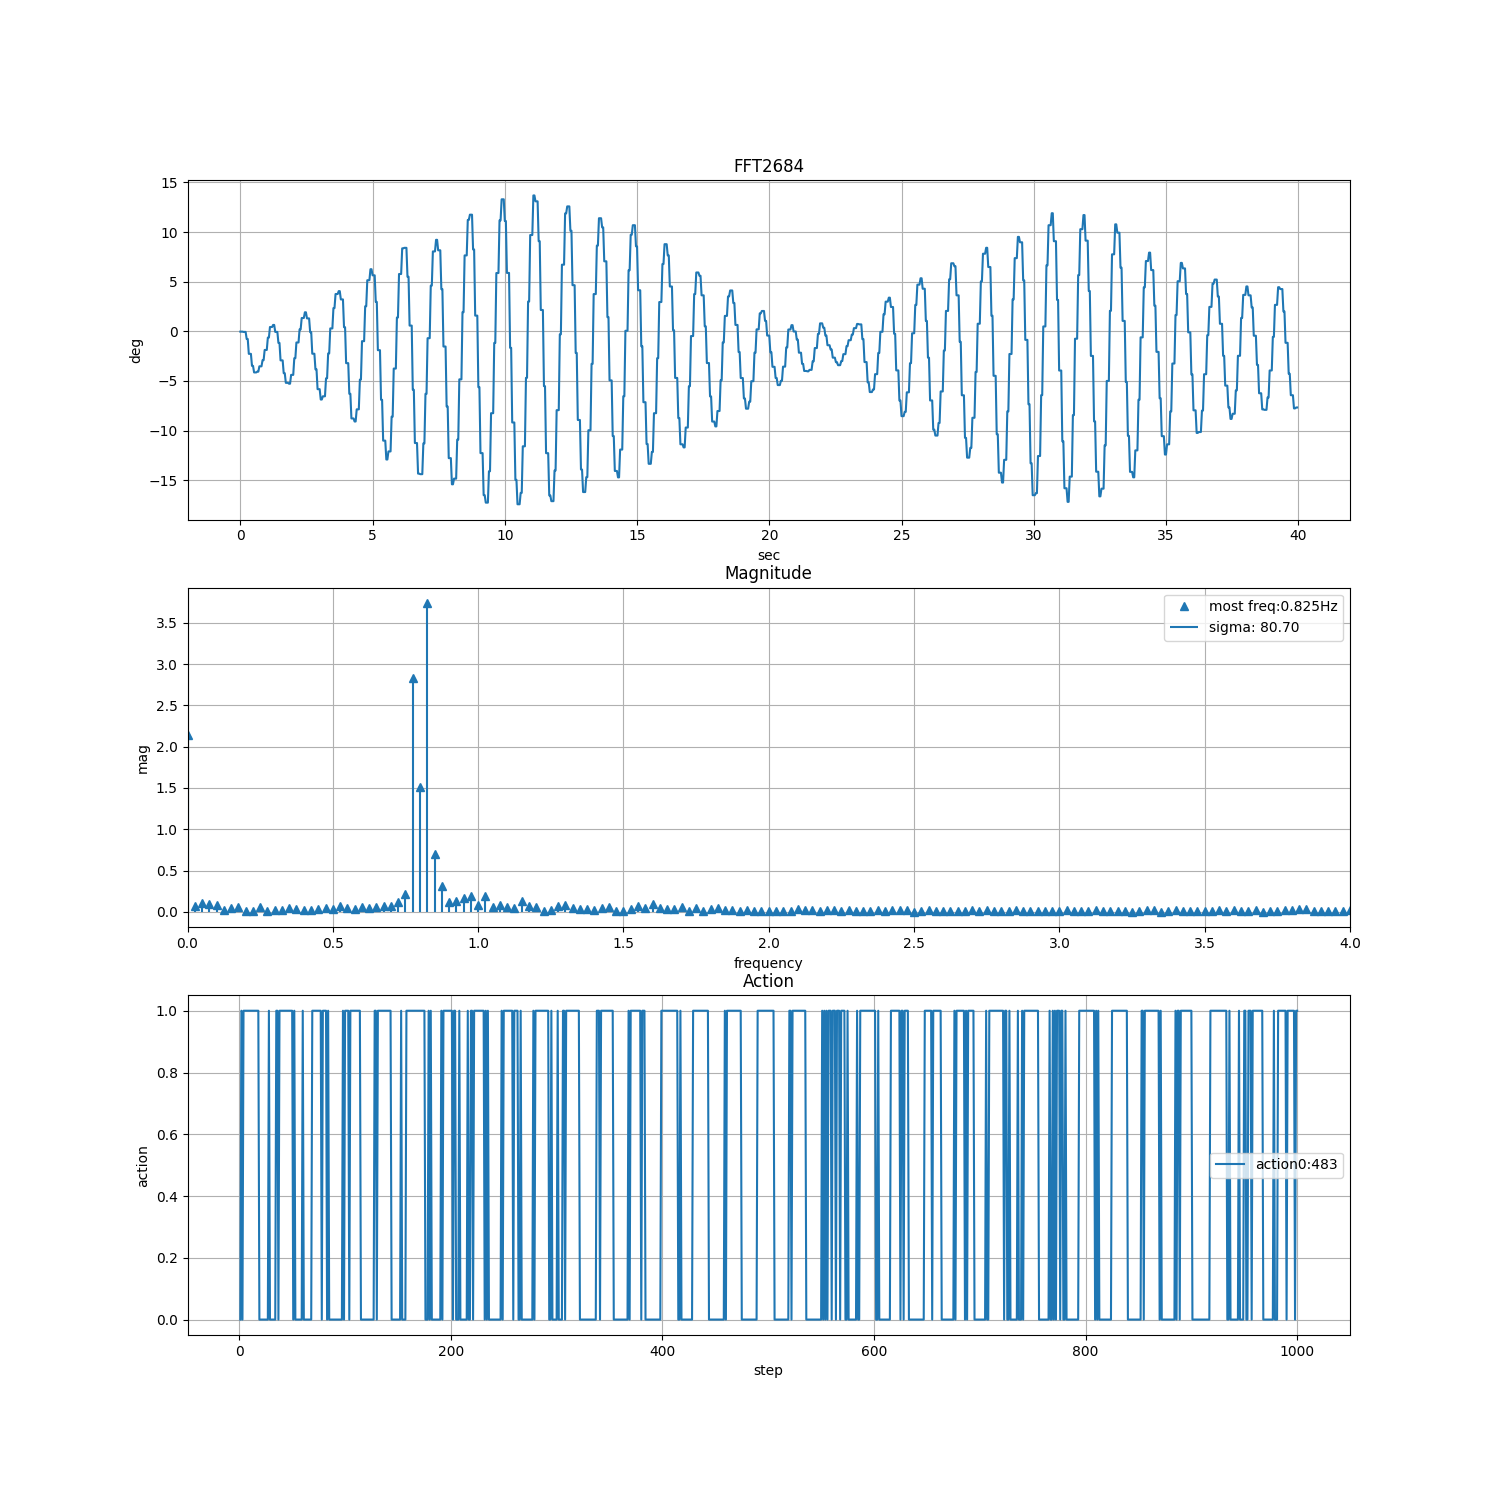 FFT2684
15
10
5
0
−5
−10
−15
deg
0 5 10 15 20 25 30 35 40
sec
Magnitude
most freq:0.825Hz
sigma: 80.70
3.5
3.0
2.5
2.0
1.5
1.0
0.5
0.0
mag
0.0 0.5 1.0 1.5 2.0 2.5 3.0 3.5 4.0
frequency
Action
1.0
0.8
0.6
0.4
0.2
0.0
action
action0:483
0 200 400 600 800 1000
step